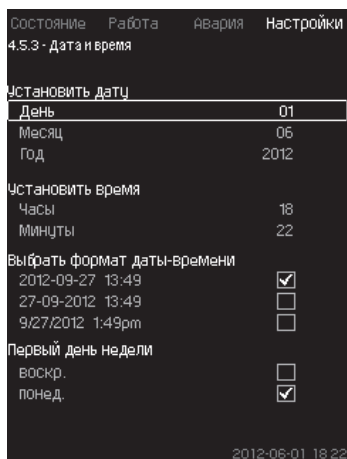 Состояние Работа Авария Настройки
4.5.3 - Дата и время
Установить дату
День 01
Месяц 06
Год 2012
Установить время
Часы 18
Минуты 22
Выбрать формат даты-времени
2012-09-27 13:49
27-09-2012 13:49
9/27/2012 1:49pm
Первый день недели
воскр.
понед.
2012-06-01 18:22